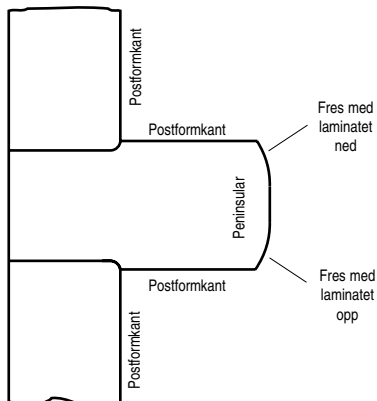 Postformkant
Postformkant
Fres med
laminatet
ned
Peninsular
Postformkant
Fres med
laminatet
opp
Postformkant